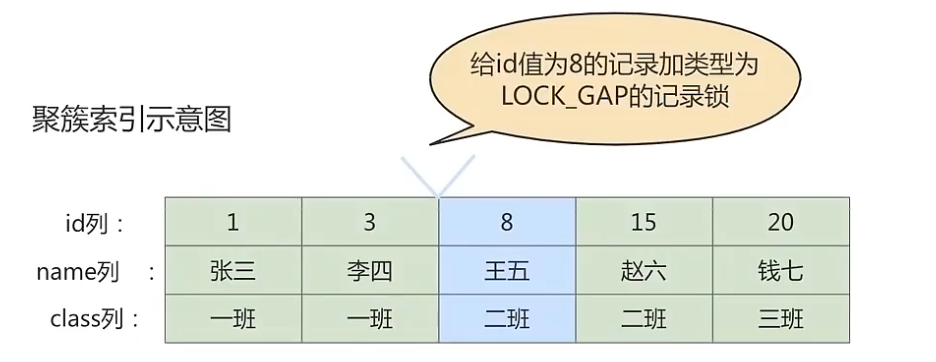 给id值为8的记录加类型为
LOCK_GAP的记录锁
聚簇索引示意图
id列： 1 3 8 15 20
name列 ： 张三 李四 王五 赵六 钱七
class列： 一班 一班 二班 二班 三班